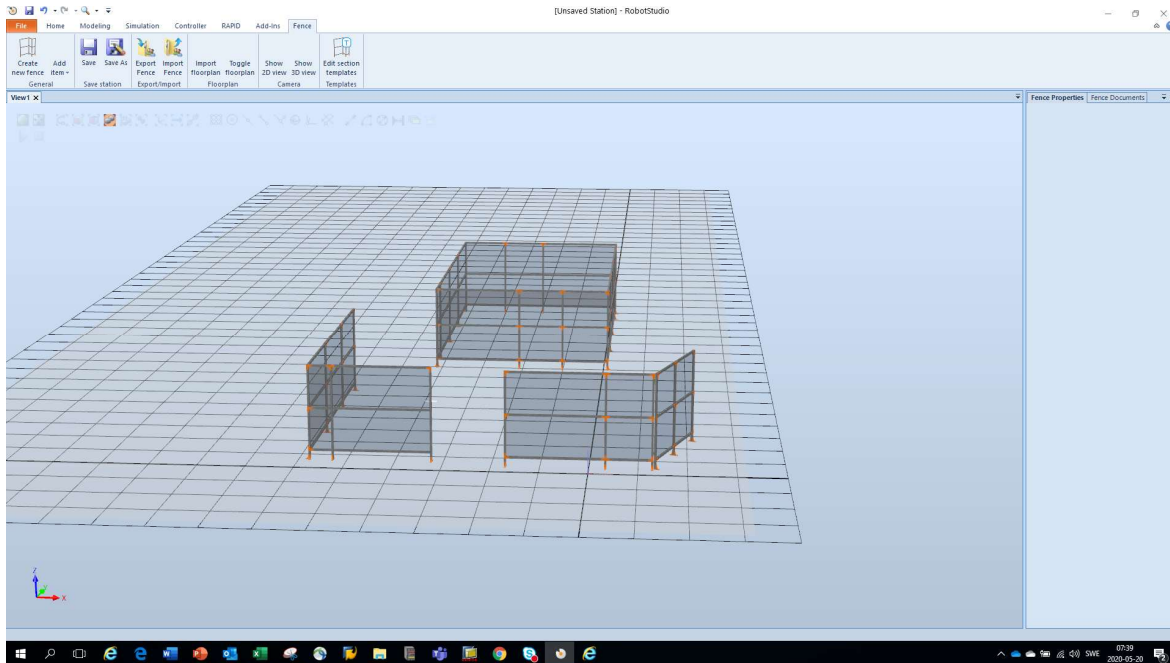 [Unsaved Station] - RobotStudio
File Home Modeling Simulation Controller RAPID Add-Ins Fence
Create new fence
Add item
Save
Save As
Export Fence
Import Fence
Import floorplan
Toggle floorplan
Show 2D view
Show 3D view
Edit section templates
General Save station Export/Import Floorplan Camera Templates
View1 X
Fence Properties Fence Documents
Z
Y
X
SWE
07:39
2020-05-20